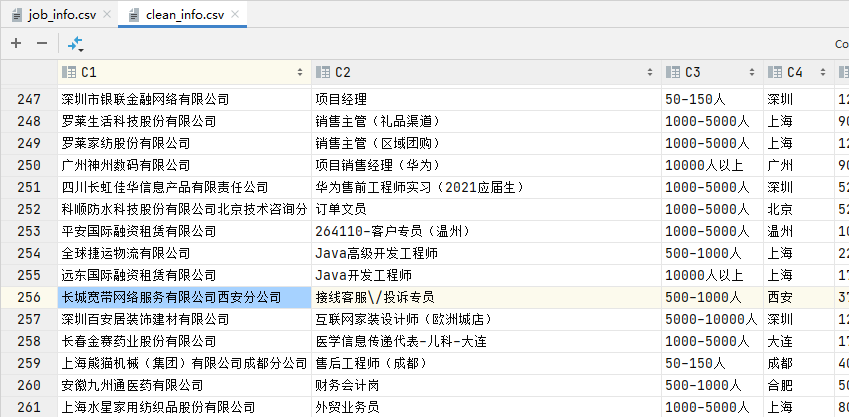 job_info.csv clean_info.csv
Co
C1 C2 C3 C4
247 深圳市银联金融网络有限公司 项目经理 50-150人 深圳 12
248 罗莱生活科技股份有限公司 销售主管（礼品渠道） 1000-5000人 上海 90
249 罗莱家纺股份有限公司 销售主管（区域团购） 1000-5000人 上海 12
250 广州神州数码有限公司 项目销售经理（华为） 10000人以上 广州 90
251 四川长虹佳华信息产品有限责任公司 华为售前工程师实习（2021应届生） 1000-5000人 深圳 52
252 科顺防水科技股份有限公司北京技术咨询分 订单文员 1000-5000人 北京 52
253 平安国际融资租赁有限公司 264110-客户专员（温州） 1000-5000人 温州 10
254 全球捷运物流有限公司 Java高级开发工程师 500-1000人 上海 22
255 远东国际融资租赁有限公司 Java开发工程师 10000人以上 上海 17
256 长城宽带网络服务有限公司西安分公司 接线客服\/投诉专员 500-1000人 西安 37
257 深圳百安居装饰建材有限公司 互联网家装设计师（欧洲城店） 5000-10000人 深圳 12
258 长春金赛药业股份有限公司 医学信息传递代表-儿科-大连 1000-5000人 大连 17
259 上海熊猫机械（集团）有限公司成都分公司 售后工程师（成都） 50-150人 成都 40
260 安徽九州通医药有限公司 财务会计岗 500-1000人 合肥 50
261 上海水星家用纺织品股份有限公司 外贸业务员 1000-5000人 上海 80